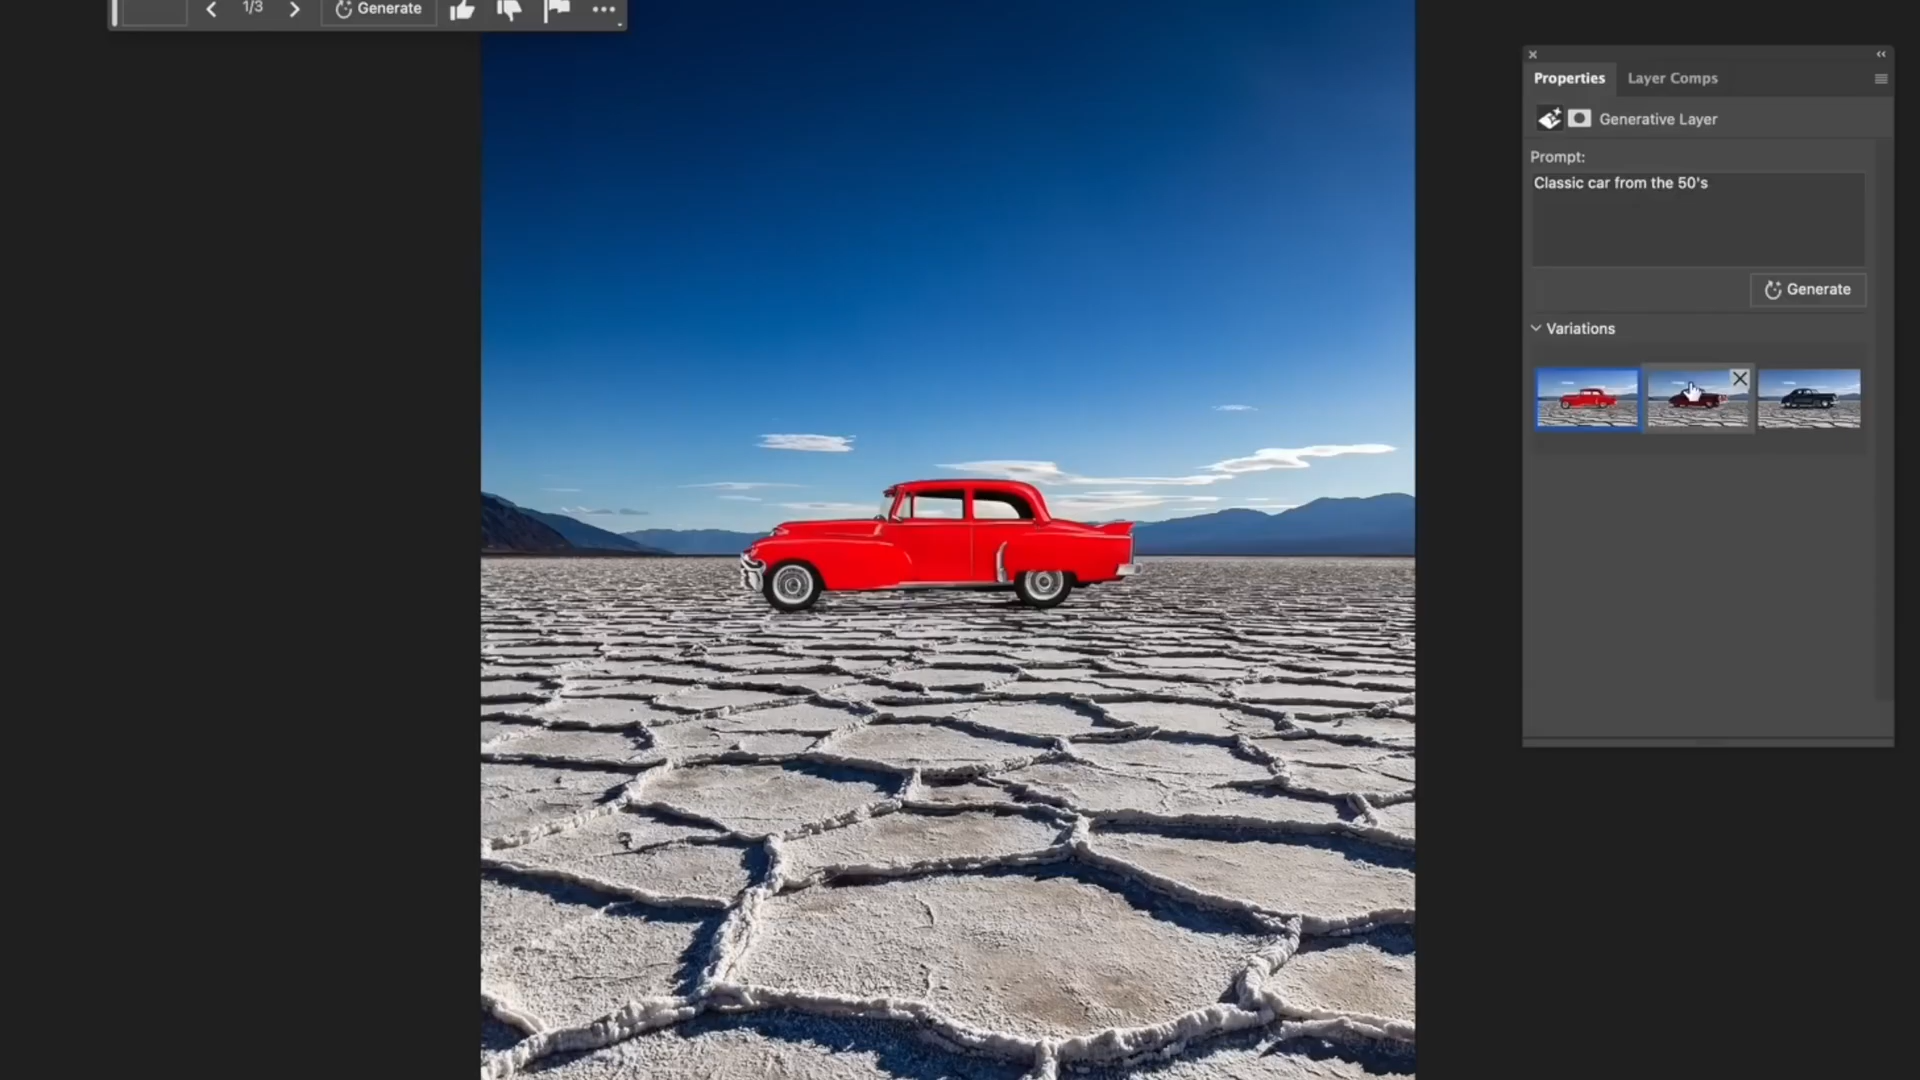 1/3
Generate
Properties
Layer Comps
Generative Layer
Prompt:
Classic car from the 50's
Generate
Variations